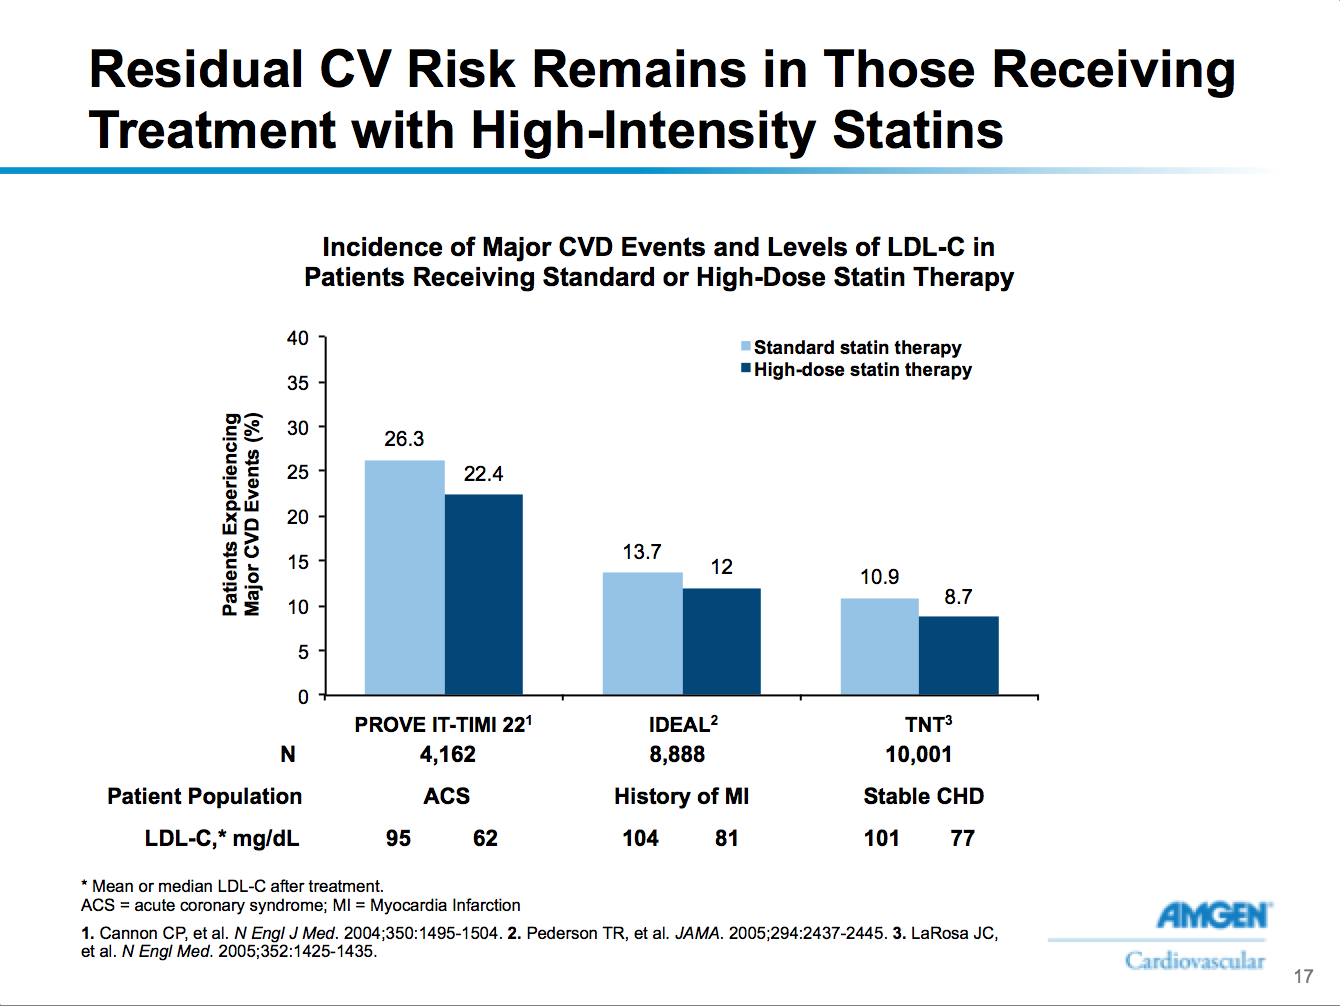 Residual CV Risk Remains in Those Receiving
Treatment with High-Intensity Statins
Incidence of Major CVD Events and Levels of LDL-C in
Patients Receiving Standard or High-Dose Statin Therapy
Patients Experiencing
Major CVD Events (%)
40
35
30
25
20
15
10
5
0
Standard statin therapy
High-dose statin therapy
26.3
22.4
13.7
12
10.9
8.7
PROVE IT-TIMI 22¹ IDEAL² TNT³
N 4,162 8,888 10,001
Patient Population ACS History of MI Stable CHD
LDL-C,* mg/dL 95 62 104 81 101 77
* Mean or median LDL-C after treatment.
ACS = acute coronary syndrome; MI = Myocardia Infarction
1. Cannon CP, et al. N Engl J Med. 2004;350:1495-1504. 2. Pederson TR, et al. JAMA. 2005;294:2437-2445. 3. LaRosa JC,
et al. N Engl Med. 2005;352:1425-1435.
AMGEN®
Cardiovascular
17